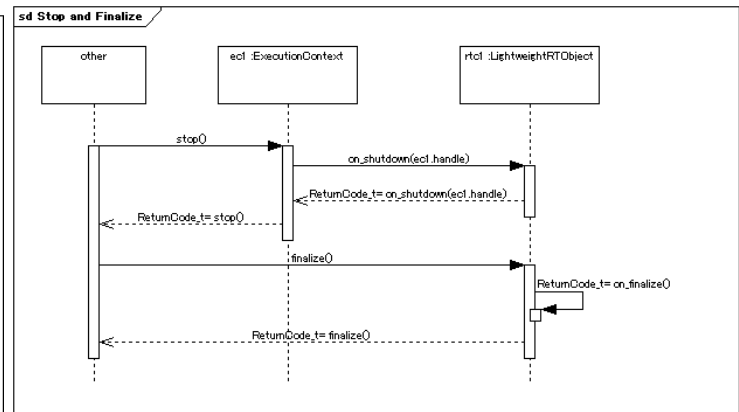 sd Stop and Finalize
other
ec1 :ExecutionContext
rtc1 :LightweightRTObject
stop()
on_shutdown(ec1.handle)
ReturnCode_t= on_shutdown(ec1.handle)
ReturnCode_t= stop()
finalize()
ReturnCode_t= on_finalize()
ReturnCode_t= finalize()